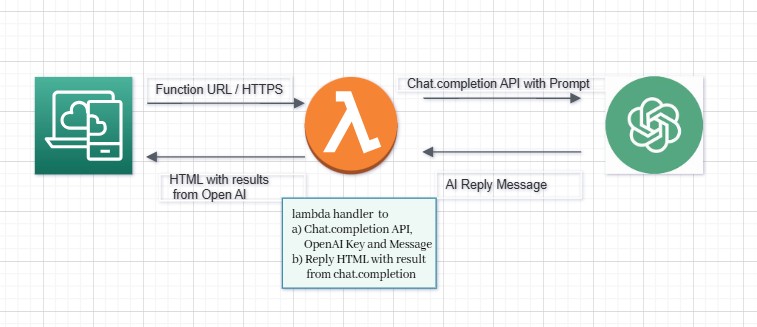 Function URL / HTTPS
Chat.completion API with Prompt
HTML with results
from Open AI
AI Reply Message
lambda handler to
a) Chat.completion API,
OpenAI Key and Message
b) Reply HTML with result
from chat.completion